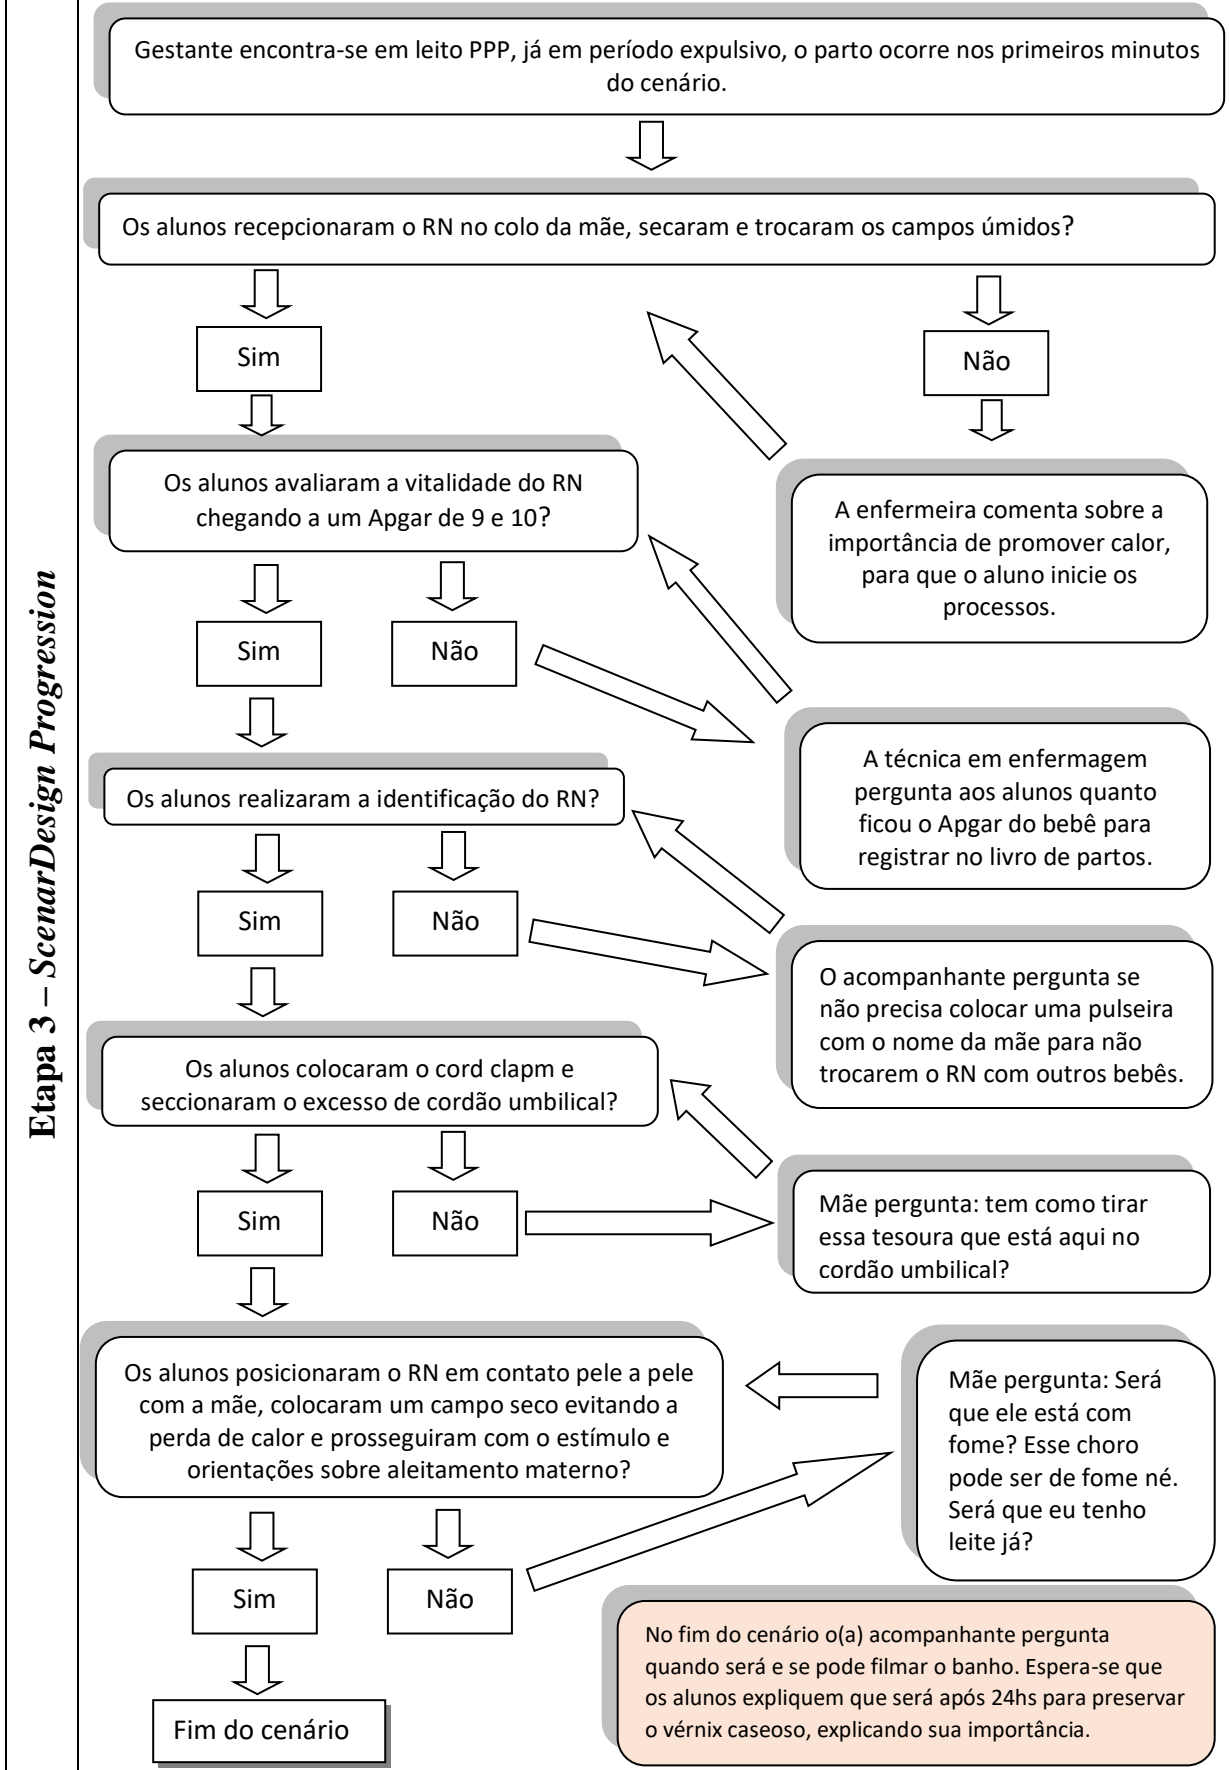 Etapa 3 – ScenarDesign Progression
Gestante encontra-se em leito PPP, já em período expulsivo, o parto ocorre nos primeiros minutos
do cenário.
Os alunos recepcionaram o RN no colo da mãe, secaram e trocaram os campos úmidos?
Sim
Não
Os alunos avaliaram a vitalidade do RN
chegando a um Apgar de 9 e 10?
A enfermeira comenta sobre a
importância de promover calor,
para que o aluno inicie os
processos.
Sim
Não
A técnica em enfermagem
pergunta aos alunos quanto
ficou o Apgar do bebê para
registrar no livro de partos.
Os alunos realizaram a identificação do RN?
Sim
Não
O acompanhante pergunta se
não precisa colocar uma pulseira
com o nome da mãe para não
trocarem o RN com outros bebês.
Os alunos colocaram o cord clapm e
seccionaram o excesso de cordão umbilical?
Sim
Não
Mãe pergunta: tem como tirar
essa tesoura que está aqui no
cordão umbilical?
Os alunos posicionaram o RN em contato pele a pele
com a mãe, colocaram um campo seco evitando a
perda de calor e prosseguiram com o estímulo e
orientações sobre aleitamento materno?
Mãe pergunta: Será
que ele está com
fome? Esse choro
pode ser de fome né.
Será que eu tenho
leite já?
Sim
Não
Fim do cenário
No fim do cenário o(a) acompanhante pergunta
quando será e se pode filmar o banho. Espera-se que
os alunos expliquem que será após 24hs para preservar
o vérnix caseoso, explicando sua importância.